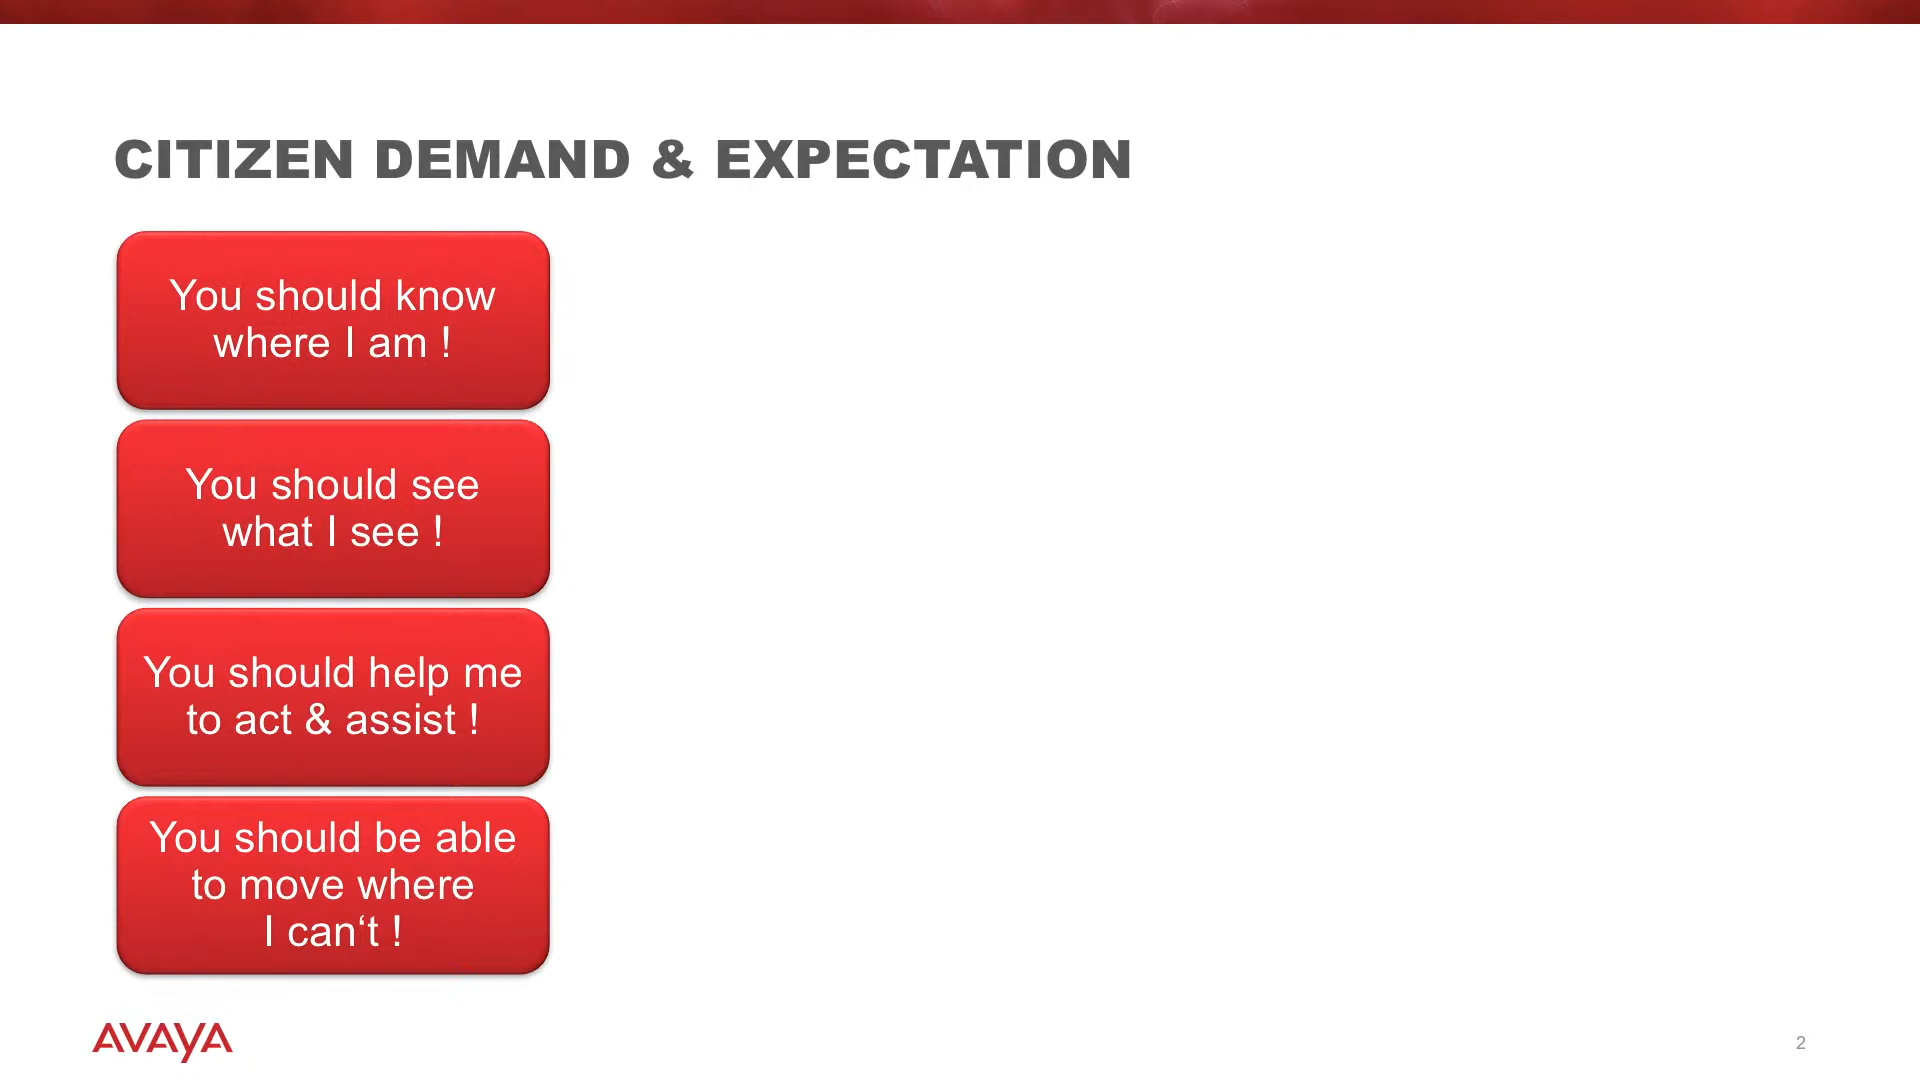 CITIZEN DEMAND & EXPECTATION
You should know
where I am !
You should see
what I see !
You should help me
to act & assist !
You should be able
to move where
I can‘t !
AVAYA
2